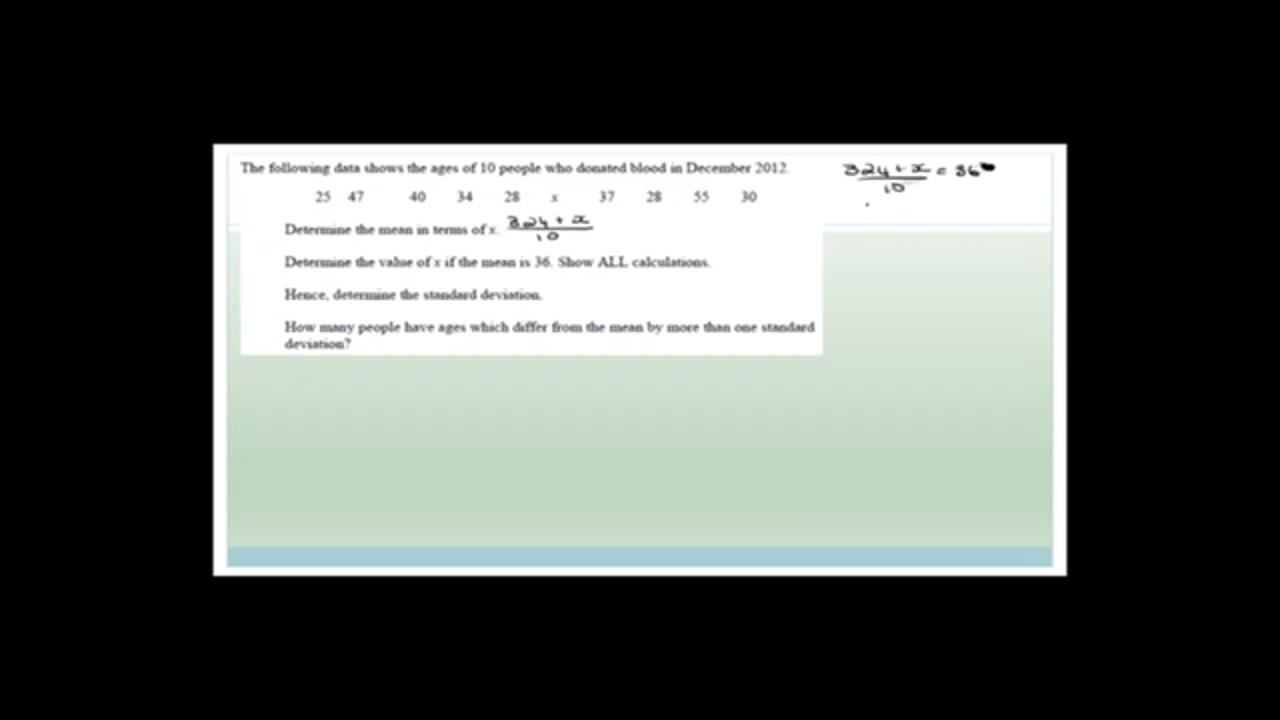 The following data shows the ages of 10 people who donated blood in December 2012.
25 47 40 34 28 x 37 28 55 30
Determine the mean in terms of x. (324 + x)/10
Determine the value of x if the mean is 36. Show ALL calculations.
Hence, determine the standard deviation.
How many people have ages which differ from the mean by more than one standard
deviation?
(324 + x)/10 = 36